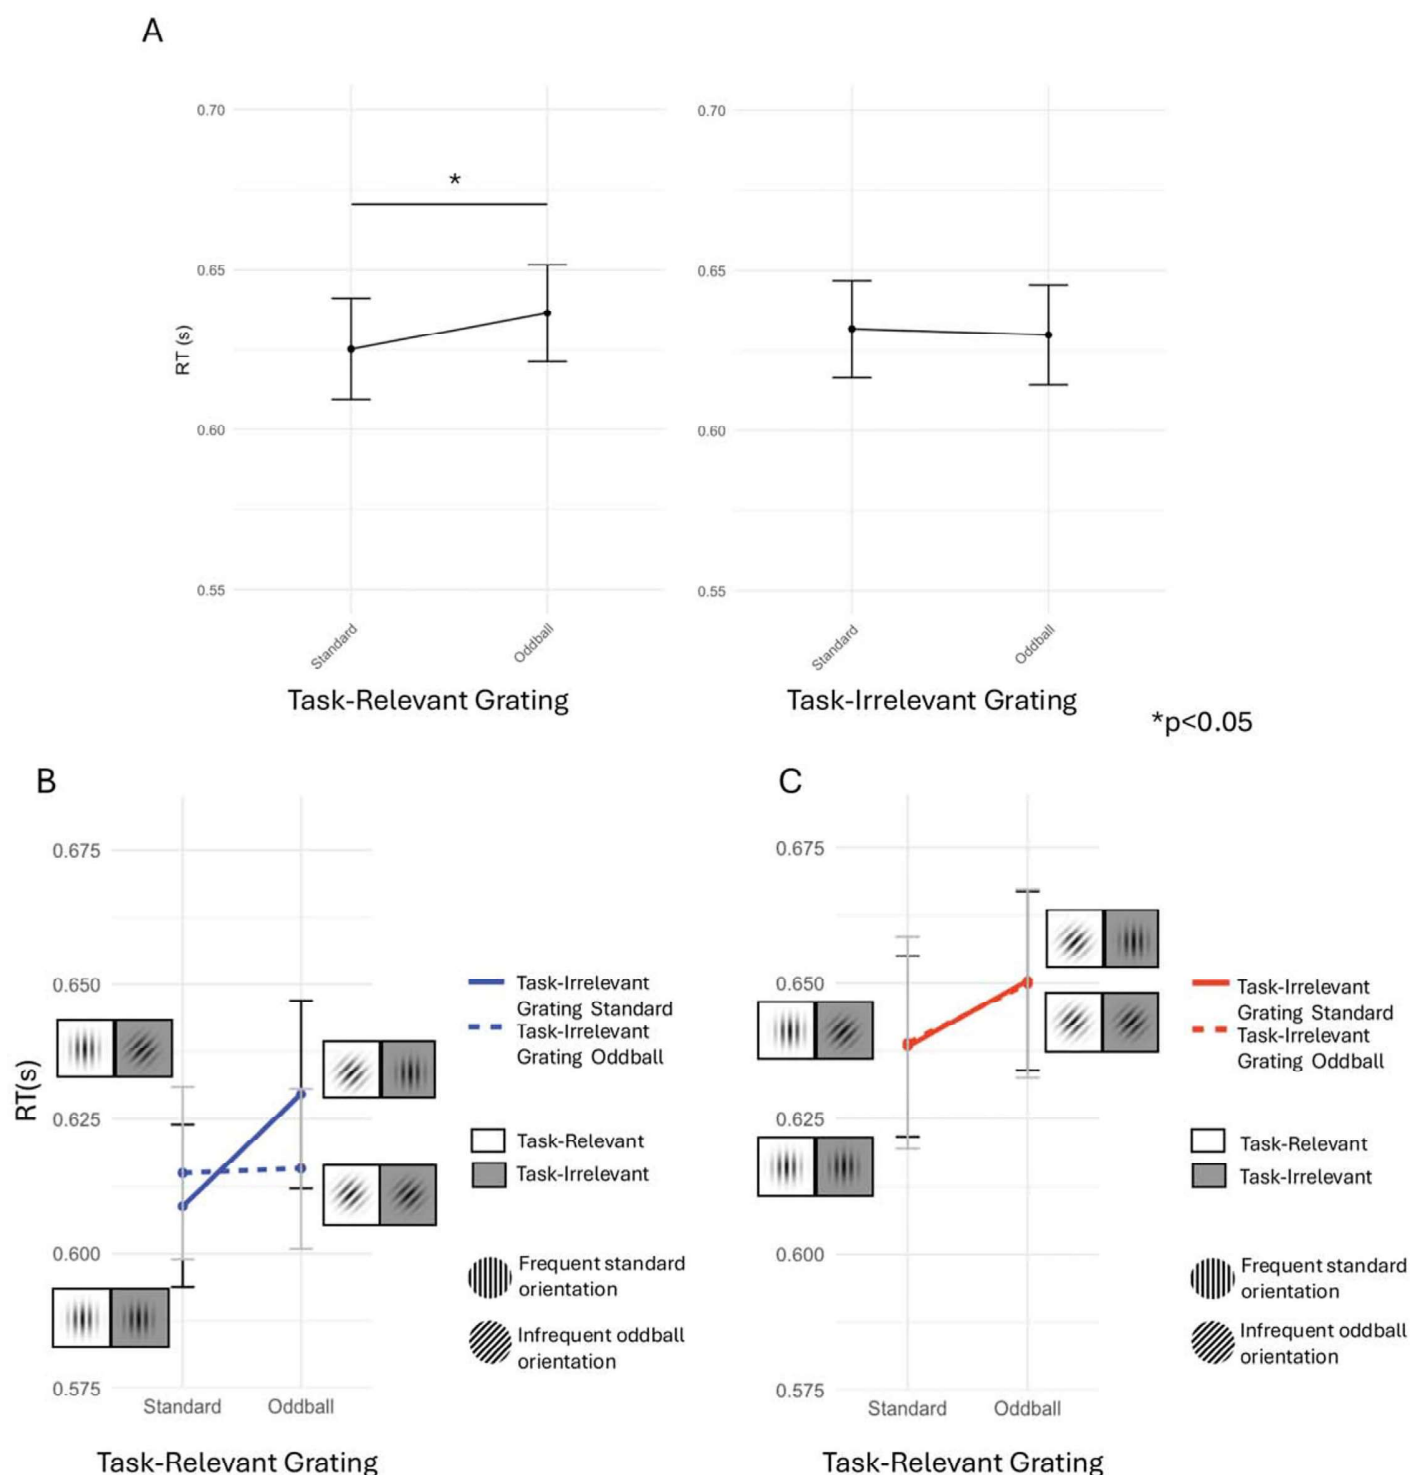 A
0.70
0.65
0.60
0.55
RT (s)
*
Standard
Oddball
Task-Relevant Grating
0.70
0.65
0.60
0.55
Standard
Oddball
Task-Irrelevant Grating
*p<0.05
B
0.675
0.650
0.625
0.600
0.575
RT(s)
Standard
Oddball
Task-Relevant Grating
Task-Irrelevant
Grating Standard
Task-Irrelevant
Grating Oddball
Task-Relevant
Task-Irrelevant
Frequent standard
orientation
Infrequent oddball
orientation
C
0.675
0.650
0.625
0.600
0.575
Standard
Oddball
Task-Relevant Grating
Task-Irrelevant
Grating Standard
Task-Irrelevant
Grating Oddball
Task-Relevant
Task-Irrelevant
Frequent standard
orientation
Infrequent oddball
orientation